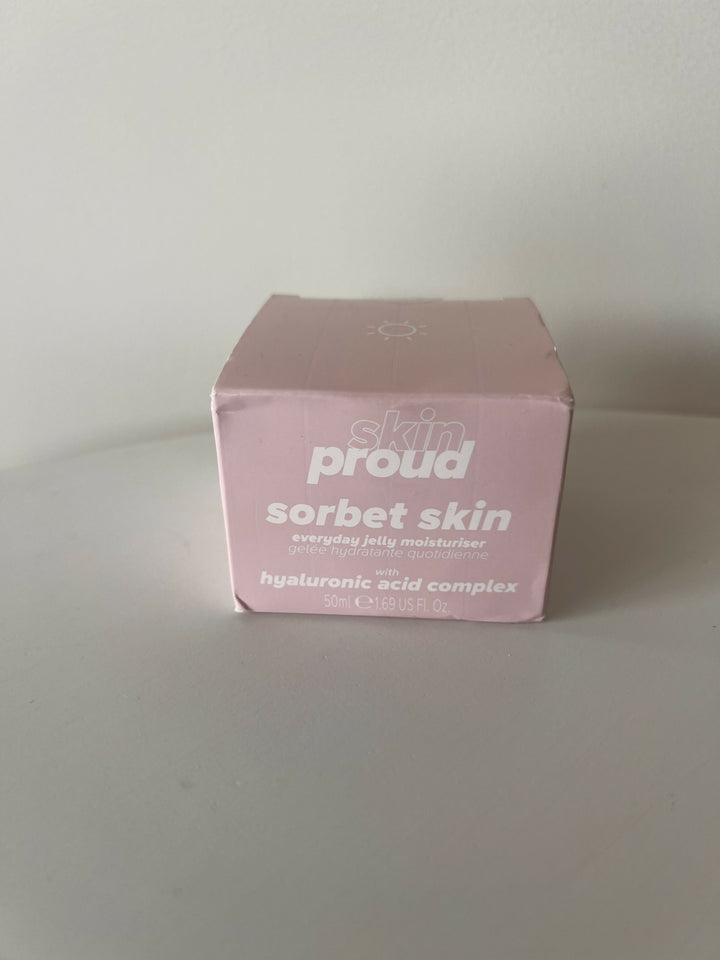 skin
proud
sorbet skin
everyday jelly moisturiser
gelée hydratante quotidienne
with
hyaluronic acid complex
50ml ℮1.69 US Fl. Oz.